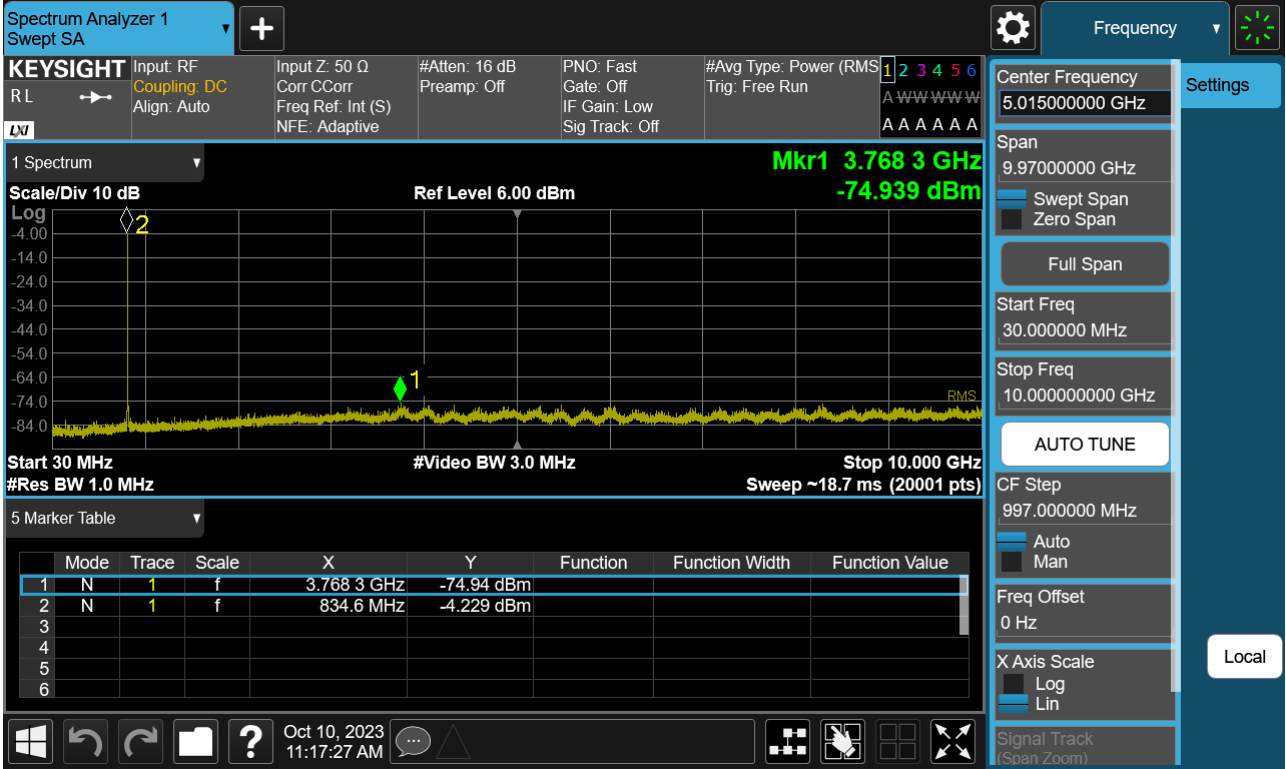 Spectrum Analyzer 1
Swept SA
Frequency
KEYSIGHT
R L
LXI
Input: RF
Coupling: DC
Align: Auto
Input Z: 50 Ω
Corr CCorr
Freq Ref: Int (S)
NFE: Adaptive
#Atten: 16 dB
Preamp: Off
PNO: Fast
Gate: Off
IF Gain: Low
Sig Track: Off
#Avg Type: Power (RMS
Trig: Free Run
1 2 3 4 5 6
A W W W W W
A A A A A A
Center Frequency
5.015000000 GHz
Settings
Span
9.97000000 GHz
Swept Span
Zero Span
Full Span
Start Freq
30.000000 MHz
Stop Freq
10.000000000 GHz
AUTO TUNE
CF Step
997.000000 MHz
Auto
Man
Freq Offset
0 Hz
X Axis Scale
Log
Lin
Signal Track
(Span Zoom)
Local
1 Spectrum
Mkr1 3.768 3 GHz
-74.939 dBm
Scale/Div 10 dB
Ref Level 6.00 dBm
Log
2
-4.00
-14.0
-24.0
-34.0
-44.0
-54.0
-64.0
1
-74.0
RMS
-84.0
Start 30 MHz
#Video BW 3.0 MHz
Stop 10.000 GHz
#Res BW 1.0 MHz
Sweep ~18.7 ms (20001 pts)
5 Marker Table
Mode Trace Scale X Y Function Function Width Function Value
1 N 1 f 3.768 3 GHz -74.94 dBm
2 N 1 f 834.6 MHz -4.229 dBm
3
4
5
6
?
Oct 10, 2023
11:17:27 AM